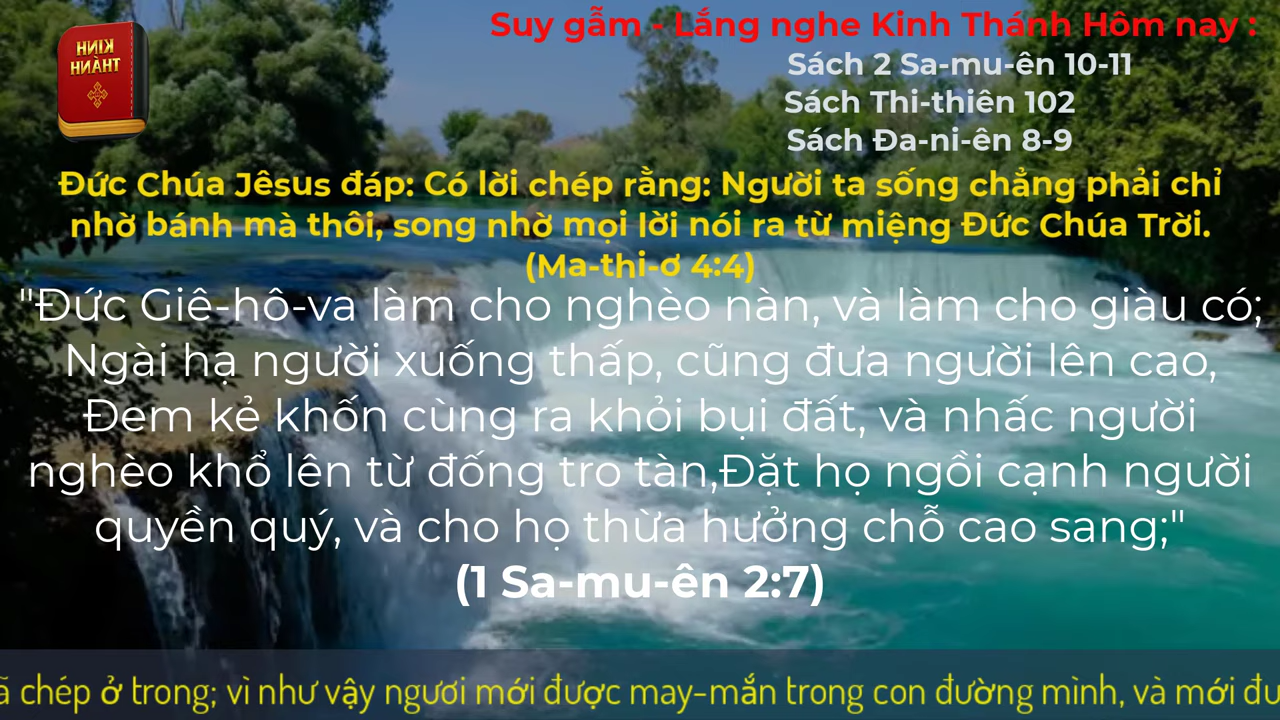 KINH
THÁNH
Suy gẫm - Lắng nghe Kinh Thánh Hôm nay :
Sách 2 Sa-mu-ên 10-11
Sách Thi-thiên 102
Sách Đa-ni-ên 8-9
Đức Chúa Jêsus đáp: Có lời chép rằng: Người ta sống chẳng phải chỉ
nhờ bánh mà thôi, song nhờ mọi lời nói ra từ miệng Đức Chúa Trời.
(Ma-thi-ơ 4:4)
"Đức Giê-hô-va làm cho nghèo nàn, và làm cho giàu có;
Ngài hạ người xuống thấp, cũng đưa người lên cao,
Đem kẻ khốn cùng ra khỏi bụi đất, và nhấc người
nghèo khổ lên từ đống tro tàn,Đặt họ ngồi cạnh người
quyền quý, và cho họ thừa hưởng chỗ cao sang;"
(1 Sa-mu-ên 2:7)
chép ở trong; vì như vậy ngươi mới được may-mắn trong con đường mình, và mới